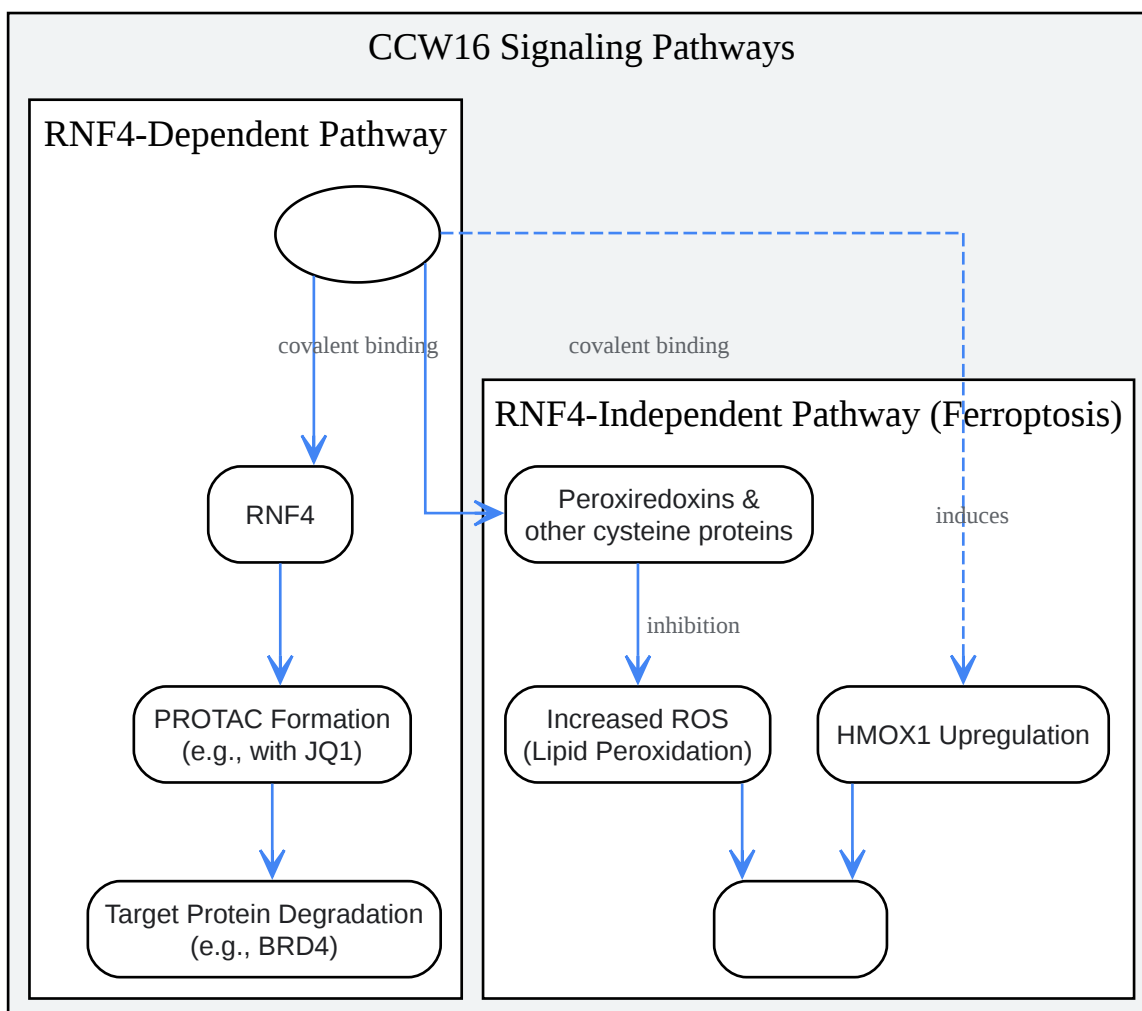 CCW16 Signaling Pathways
RNF4-Dependent Pathway
covalent binding
covalent binding
RNF4-Independent Pathway (Ferroptosis)
RNF4
Peroxiredoxins &
other cysteine proteins
induces
inhibition
PROTAC Formation
(e.g., with JQ1)
Increased ROS
(Lipid Peroxidation)
HMOX1 Upregulation
Target Protein Degradation
(e.g., BRD4)